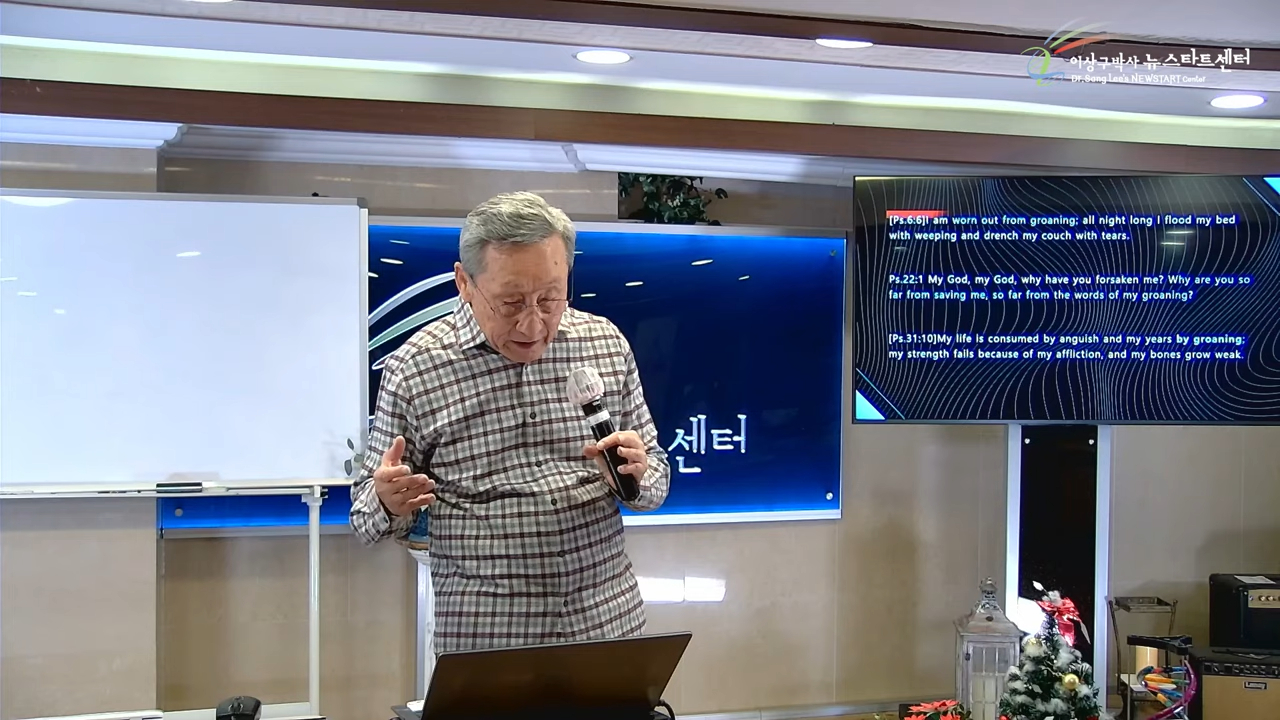 이상구박사 뉴스타트센터
Dr. Sang Lee's NEWSTART Center
[Ps.6:6]I am worn out from groaning; all night long I flood my bed
with weeping and drench my couch with tears.
Ps.22:1 My God, my God, why have you forsaken me? Why are you so
far from saving me, so far from the words of my groaning?
[Ps.31:10]My life is consumed by anguish and my years by groaning;
my strength fails because of my affliction, and my bones grow weak.
센터
Laney